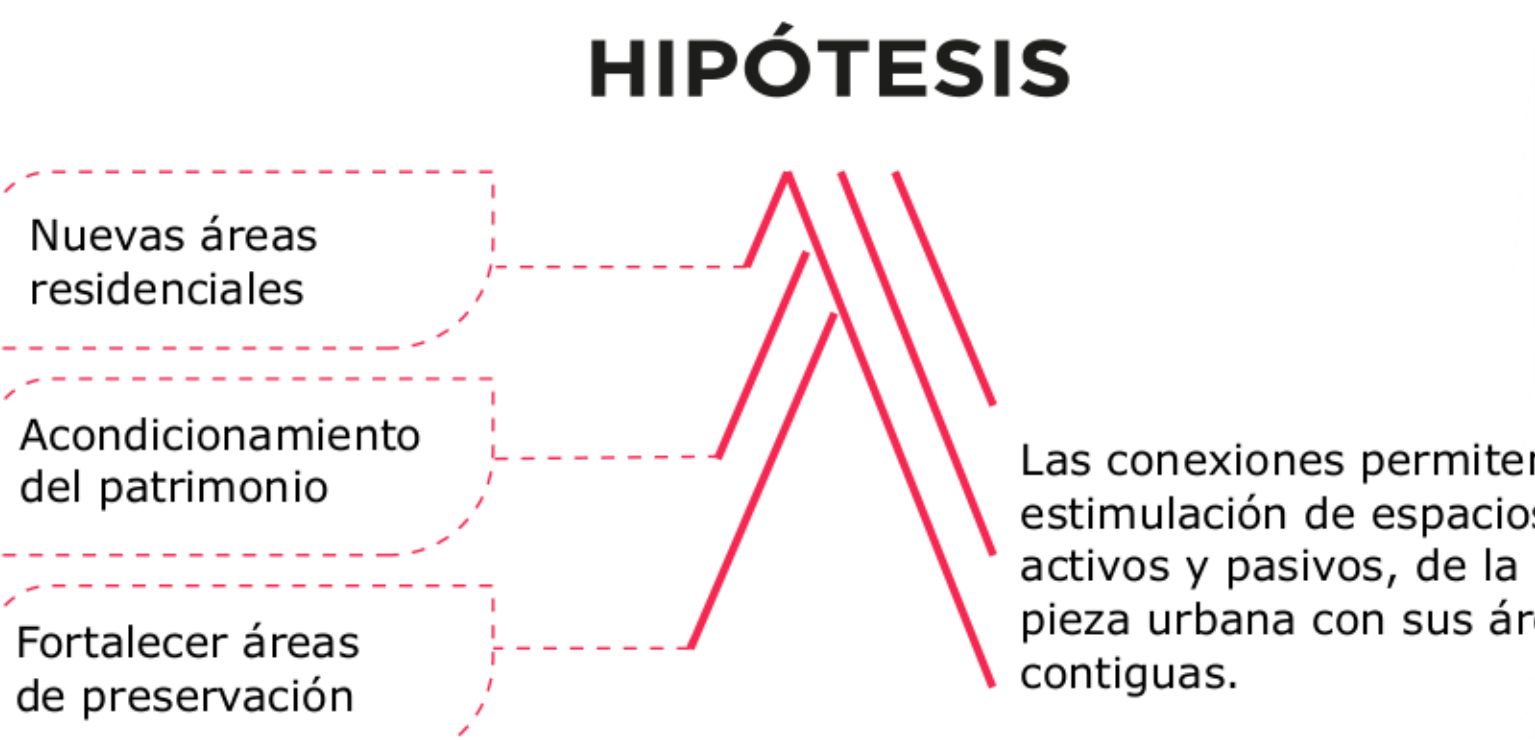 HIPÓTESIS
Nuevas áreas
residenciales
Acondicionamiento
del patrimonio
Fortalecer áreas
de preservación
Las conexiones
estimulación de
activos y pasivos, de la
pieza urbana con sus
contiguas.